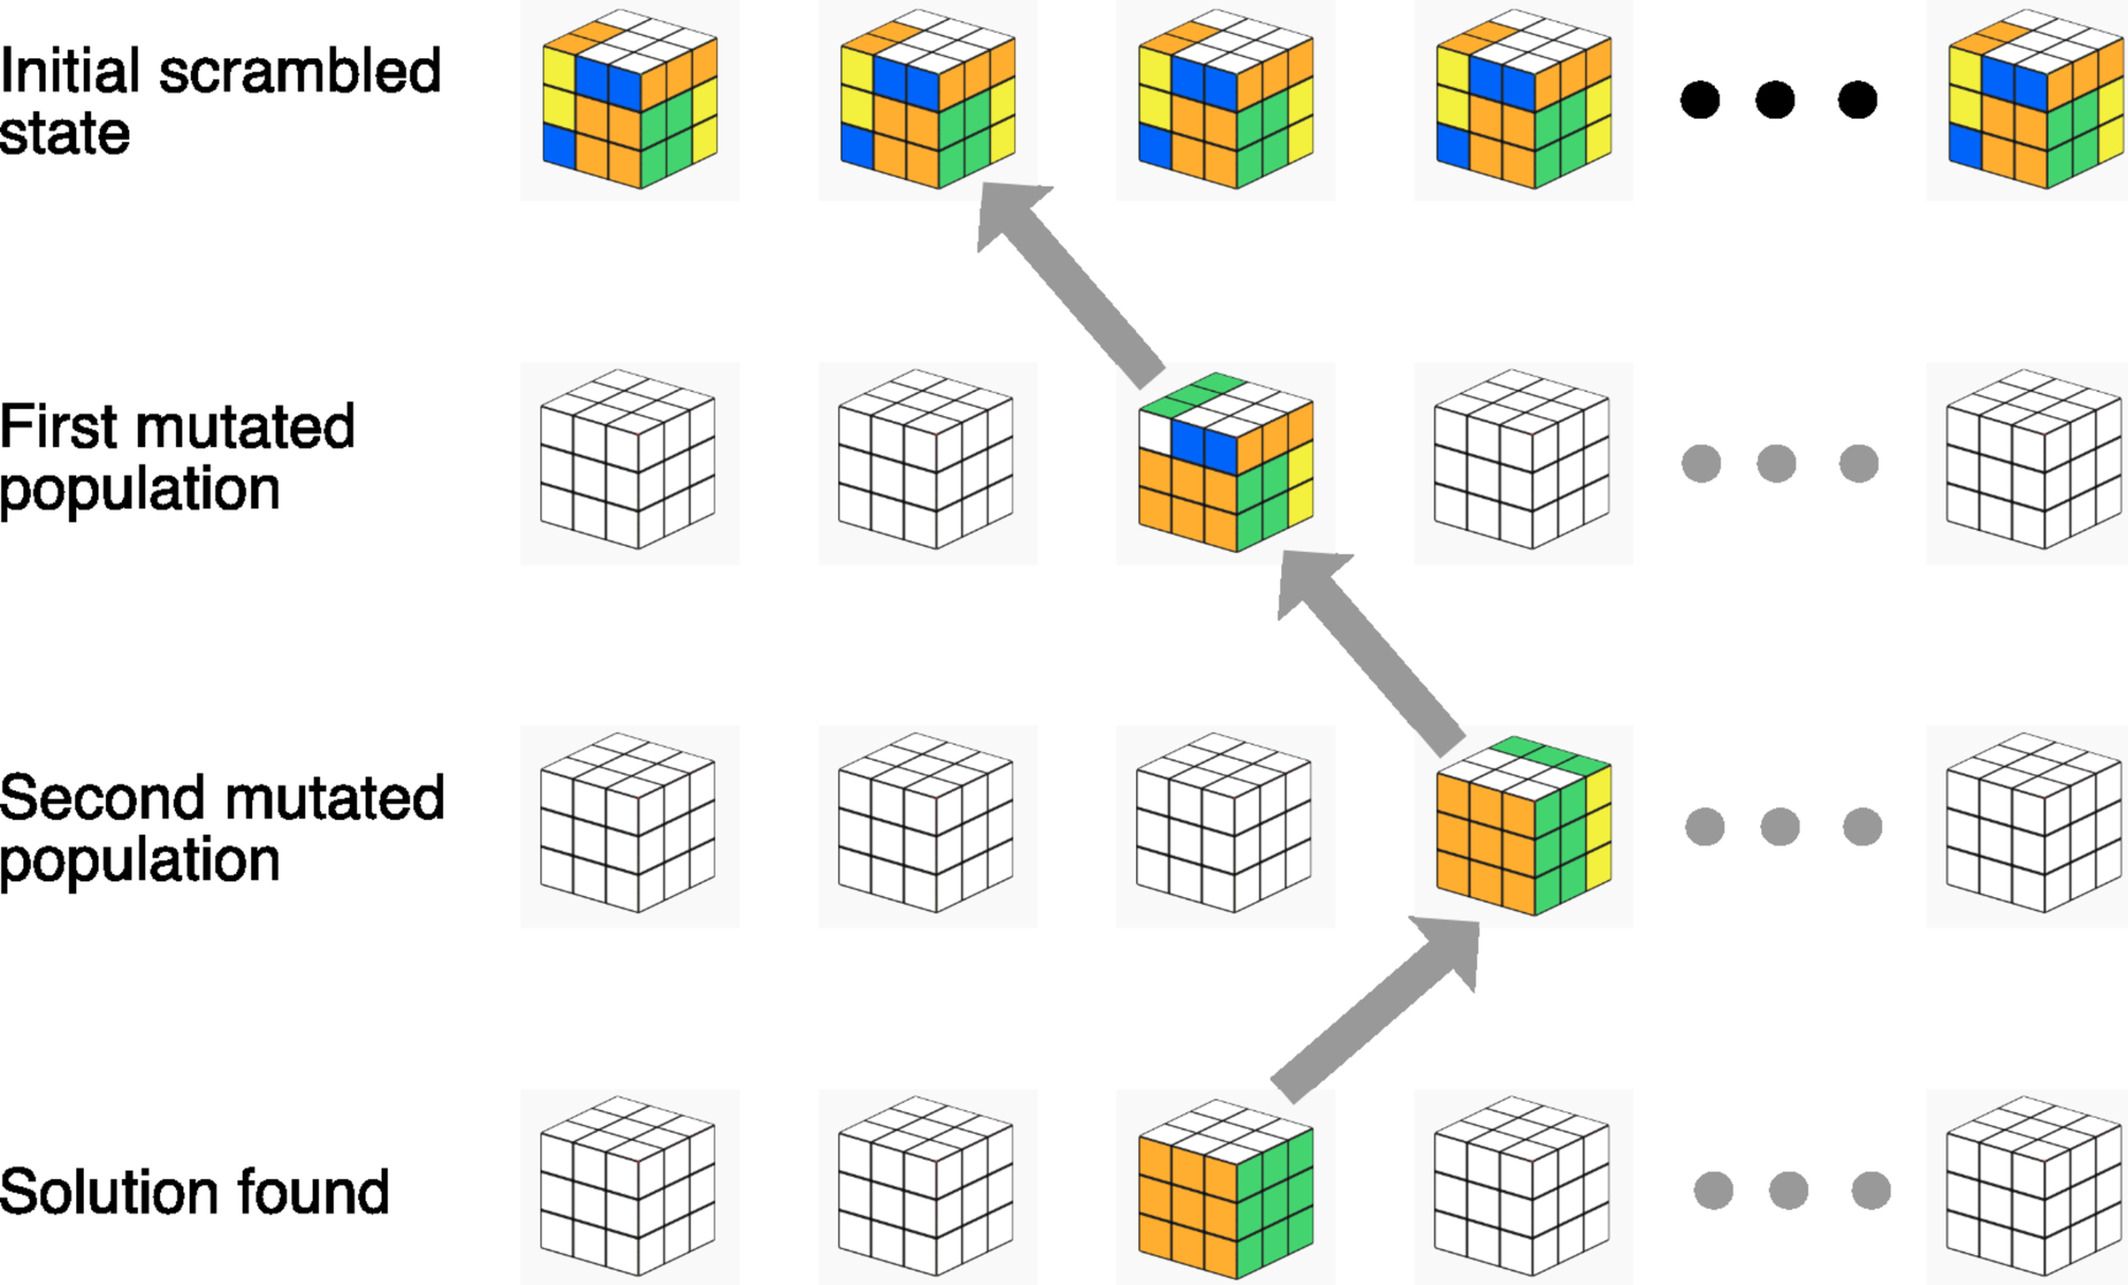 Initial scrambled
state
First mutated
population
Second mutated
population
Solution found